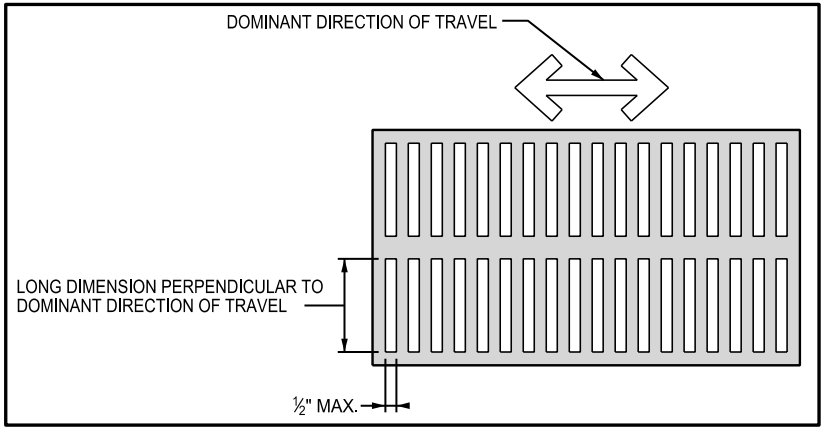 DOMINANT DIRECTION OF TRAVEL
LONG DIMENSION PERPENDICULAR TO
DOMINANT DIRECTION OF TRAVEL
½" MAX.